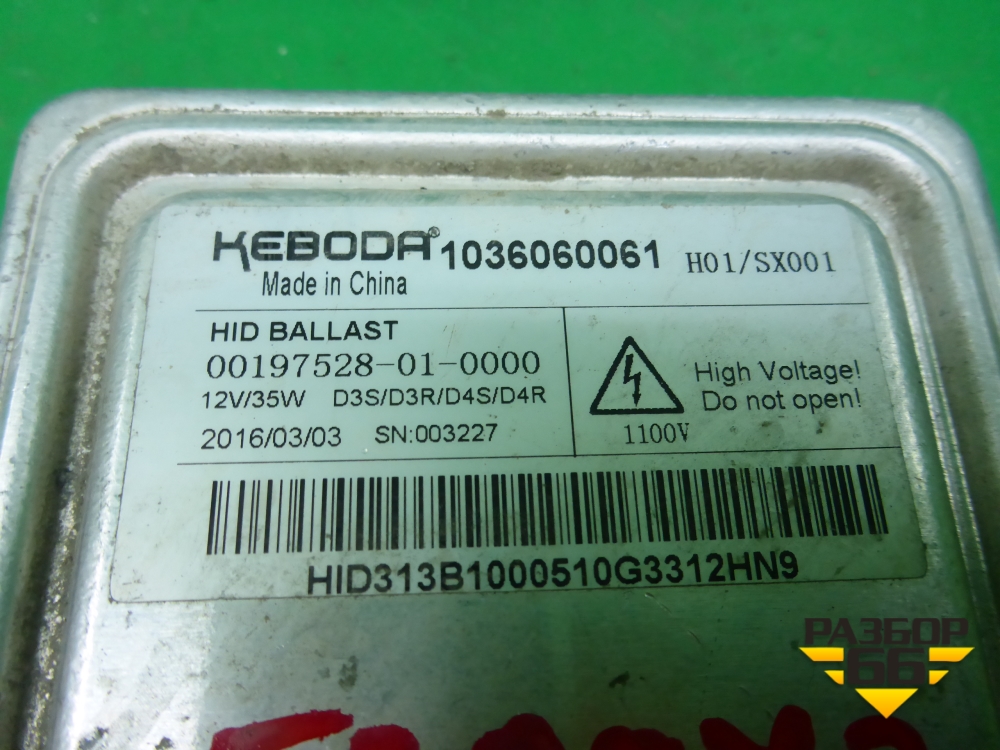 KEBODA® 1036060061 H01/SX001
Made in China
HID BALLAST
00197528-01-0000
12V/35W D3S/D3R/D4S/D4R
2016/03/03 SN:003227
High Voltage!
Do not open!
1100V
HID313B1000510G3312HN9
РАЗБОР
66